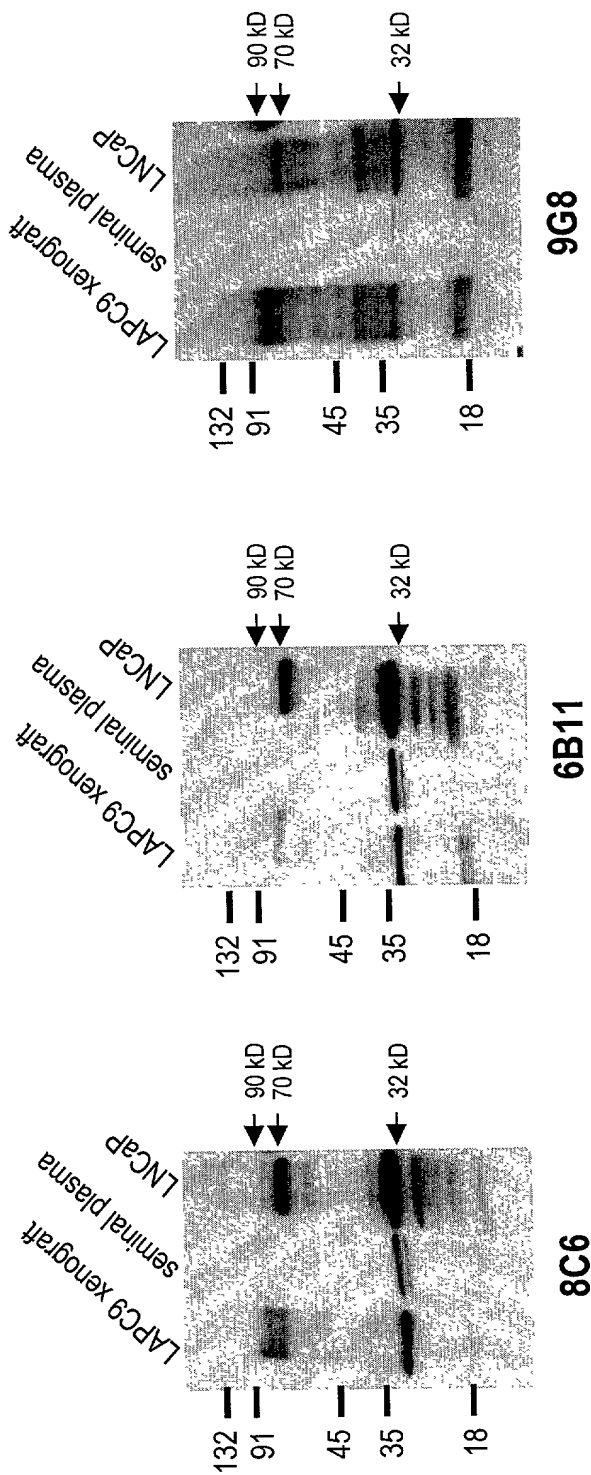 LAPC9 xenograft
seminal plasma
LNCaP
132
91
45
35
18
90 kD
70 kD
32 kD
8C6
LAPC9 xenograft
seminal plasma
LNCaP
132
91
45
35
18
90 kD
70 kD
32 kD
6B11
LAPC9 xenograft
seminal plasma
LNCaP
132
91
45
35
18
90 kD
70 kD
32 kD
9G8